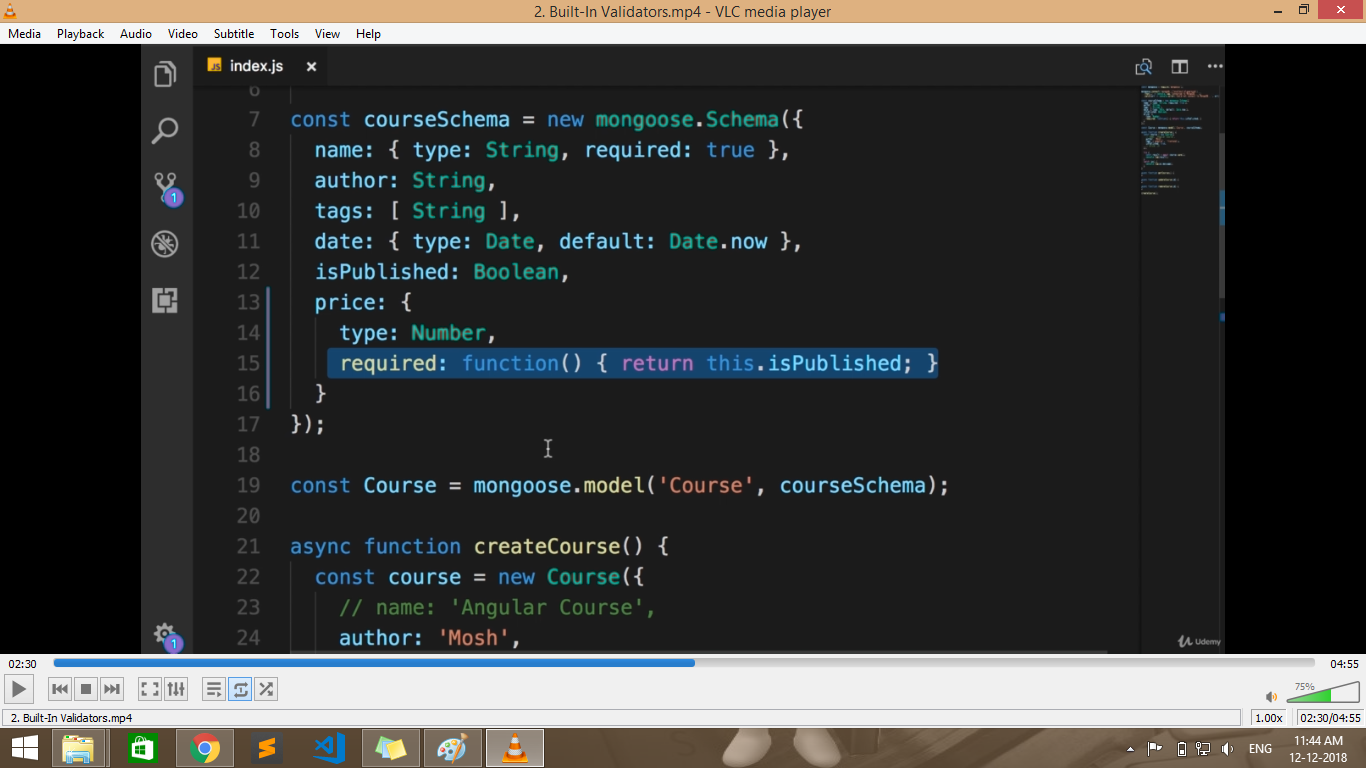 2. Built-In Validators.mp4 - VLC media player
Media Playback Audio Video Subtitle Tools View Help
JS index.js
6
7 const courseSchema = new mongoose.Schema({
8 name: { type: String, required: true },
9 author: String,
10 tags: [ String ],
11 date: { type: Date, default: Date.now },
12 isPublished: Boolean,
13 price: {
14 type: Number,
15 required: function() { return this.isPublished; }
16 }
17 });
18
19 const Course = mongoose.model('Course', courseSchema);
20
21 async function createCourse() {
22 const course = new Course({
23 // name: 'Angular Course',
24 author: 'Mosh',
1
1
Udemy
02:30 04:55
75%
2. Built-In Validators.mp4 1.00x 02:30/04:55
ENG 11:44 AM
12-12-2018